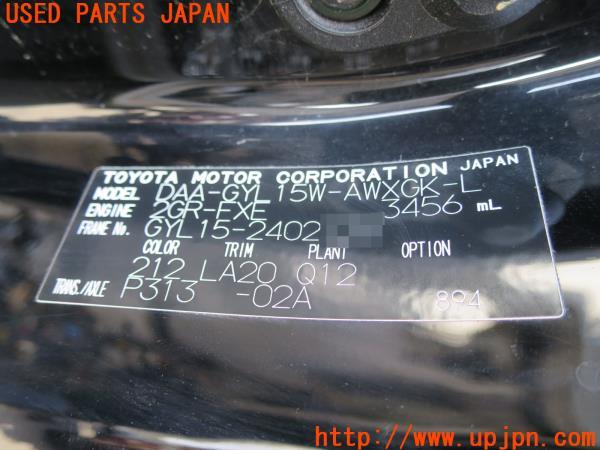 USED PARTS JAPAN
TOYOTA MOTOR CORPORATION JAPAN
MODEL DAA-GYL15W-AWXGK-L
ENGINE 2GR-FXE 3456 mL
FRAME No. GYL15-2402
COLOR TRIM PLANT OPTION
212 LA20 Q12
TRANS./AXLE P313 -02A 894
http://www.upjpn.com/